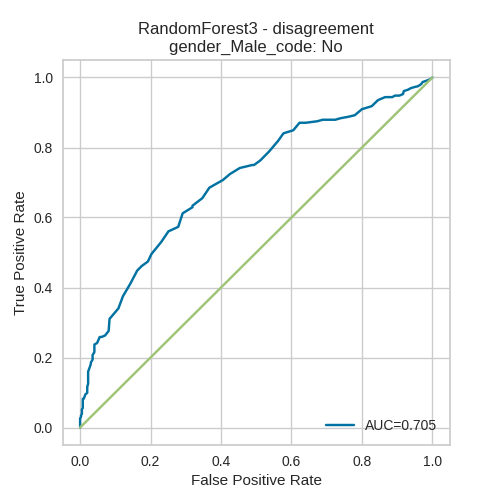 RandomForest3 - disagreement
gender_Male_code: No
True Positive Rate
1.0
0.8
0.6
0.4
0.2
0.0
AUC=0.705
0.0 0.2 0.4 0.6 0.8 1.0
False Positive Rate